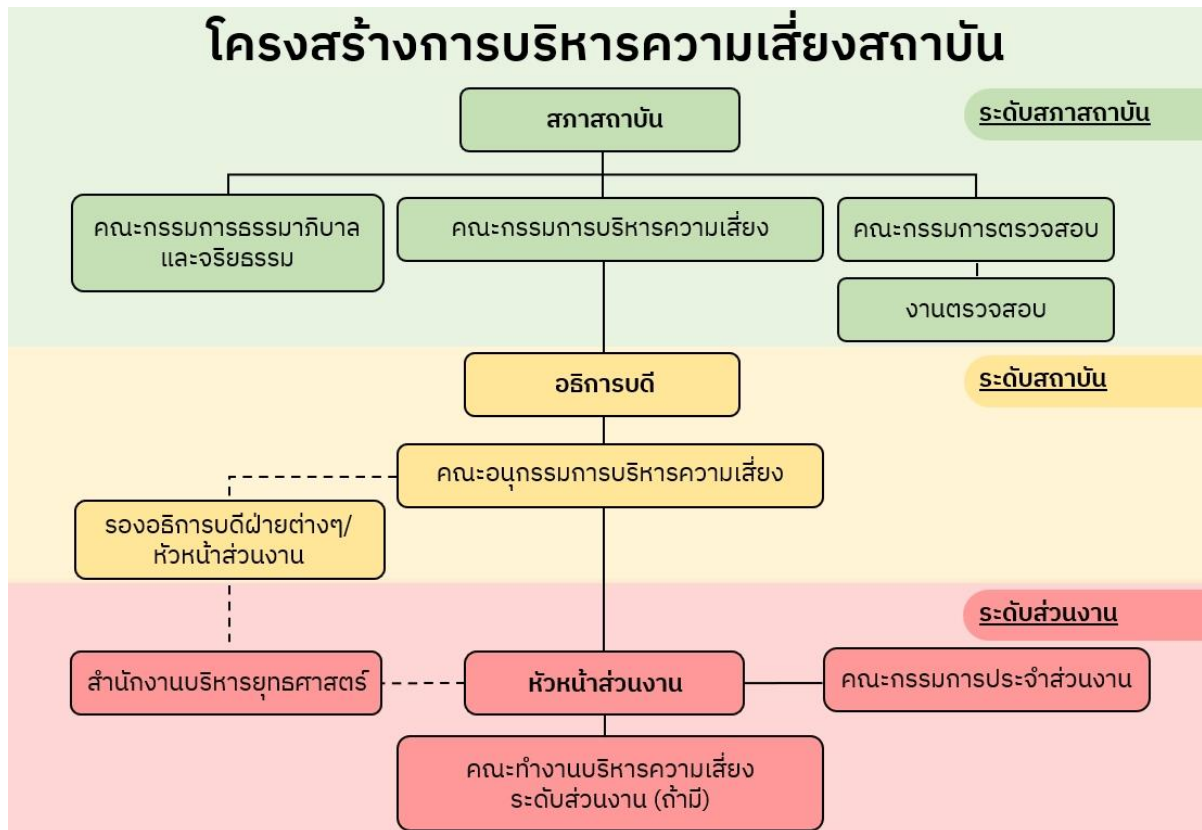 โครงสร้างการบริหารความเสี่ยงสถาบัน
สภาสถาบัน
ระดับสภาสถาบัน
คณะกรรมการธรรมาภิบาล
และจริยธรรม
คณะกรรมการบริหารความเสี่ยง
คณะกรรมการตรวจสอบ
งานตรวจสอบ
อธิการบดี
ระดับสถาบัน
คณะอนุกรรมการบริหารความเสี่ยง
รองอธิการบดีฝ่ายต่างๆ/
หัวหน้าส่วนงาน
ระดับส่วนงาน
สำนักงานบริหารยุทธศาสตร์
หัวหน้าส่วนงาน
คณะกรรมการประจำส่วนงาน
คณะทำงานบริหารความเสี่ยง
ระดับส่วนงาน (ถ้ามี)